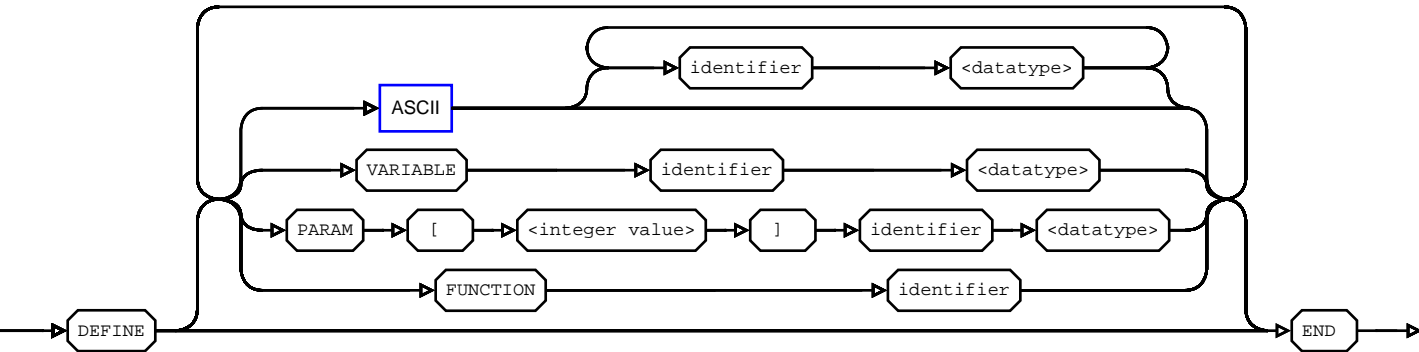 identifier <datatype>
ASCII
VARIABLE identifier <datatype>
PARAM [ <integer value> ] identifier <datatype>
FUNCTION identifier
DEFINE END